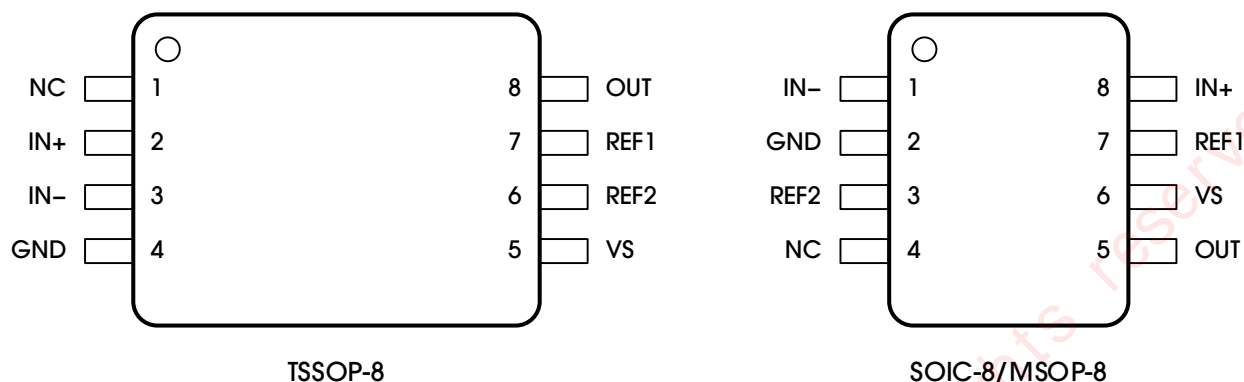 NC 1 8 OUT
IN+ 2 7 REF1
IN− 3 6 REF2
GND 4 5 VS
TSSOP-8
IN− 1 8 IN+
GND 2 7 REF1
REF2 3 6 VS
NC 4 5 OUT
SOIC-8/MSOP-8